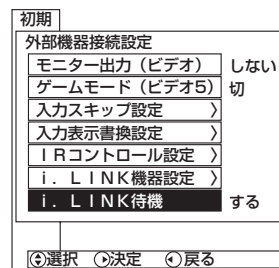 初期
外部機器接続設定
モニター出力（ビデオ） しない
ゲームモード（ビデオ5） 切
入力スキップ設定 〉
入力表示書換設定 〉
ＩＲコントロール設定 〉
ｉ．ＬＩＮＫ機器設定 〉
ｉ．ＬＩＮＫ待機 する
選択 決定 戻る